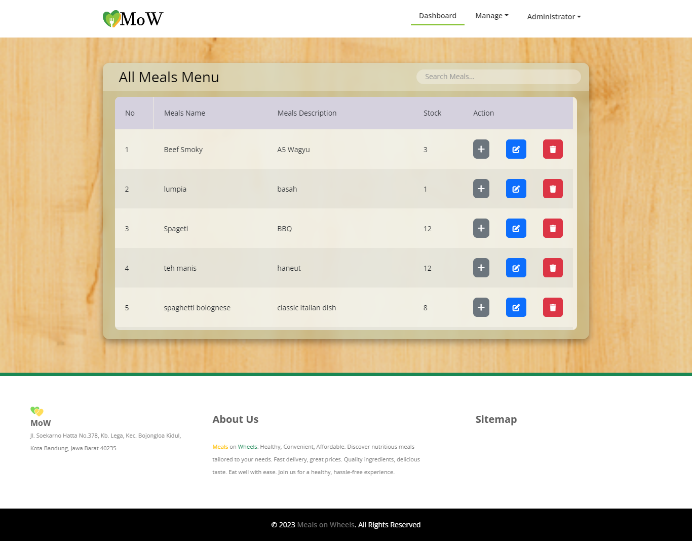 MoW
Dashboard Manage Administrator
All Meals Menu
Search Meals...
No Meals Name Meals Description Stock Action
1 Beef Smoky A5 Wagyu 3
2 lumpia basah 1
3 Spageti BBQ 12
4 teh manis haneut 12
5 spaghetti bolognese classic italian dish 8
MoW
Jl. Soekarno Hatta No.378, Kb. Lega, Kec. Bojongloa Kidul,
Kota Bandung, Jawa Barat 40235
About Us
Meals on Wheels, Healthy, Convenient, Affordable. Discover nutritious meals
tailored to your needs. Fast delivery, great prices. Quality ingredients, delicious
taste. Eat well with ease. Join us for a healthy, hassle-free experience.
Sitemap
© 2023 Meals on Wheels. All Rights Reserved